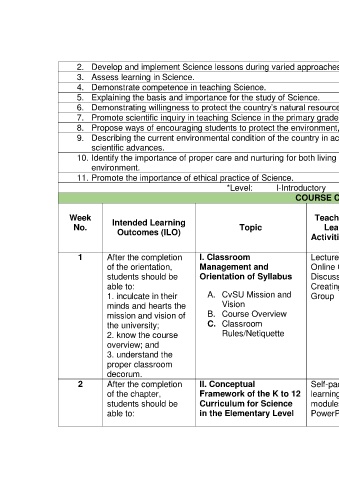 2. Develop and implement Science lessons during varied approaches
3. Assess learning in Science.
4. Demonstrate competence in teaching Science.
5. Explaining the basis and importance for the study of Science.
6. Demonstrating willingness to protect the country's natural resource
7. Promote scientific inquiry in teaching Science in the primary grade
8. Propose ways of encouraging students to protect the environment,
9. Describing the current environmental condition of the country in ac
scientific advances.
10. Identify the importance of proper care and nurturing for both living
environment.
11. Promote the importance of ethical practice of Science.
*Level: I-Introductory
COURSE C
Week
No.
Intended Learning
Outcomes (ILO)
Topic
Teach
Lea
Activiti
1
After the completion
of the orientation,
students should be
able to:
1. inculcate in their
minds and hearts the
mission and vision of
the university;
2. know the course
overview; and
3. understand the
proper classroom
decorum.
I. Classroom
Management and
Orientation of Syllabus
A. CvSU Mission and
Vision
B. Course Overview
C. Classroom
Rules/Netiquette
Lecture
Online
Discuss
Creating
Group
2
After the completion
of the chapter,
students should be
able to:
II. Conceptual
Framework of the K to 12
Curriculum for Science
in the Elementary Level
Self-pa
learning
module
PowerP